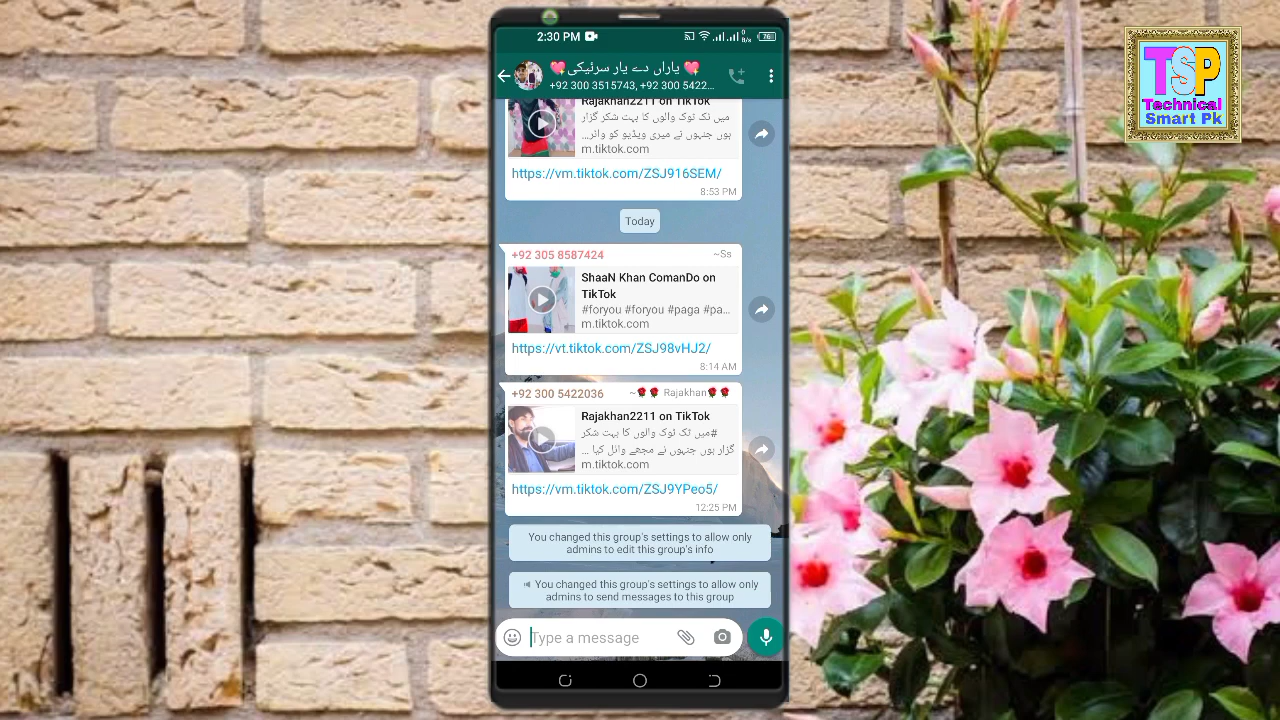 2:30 PM
0
B/s
76
💖 یاراں دے یار سرئیکی 💖
+92 300 3515743, +92 300 5422...
TSP
Technical
Smart Pk
Rajakhan2211 on TikTok
میں ٹک ٹوک والوں کا بہت شکر گزار
ہوں جنہوں نے میری ویڈیو کو وائر...
m.tiktok.com
https://vm.tiktok.com/ZSJ916SEM/
8:53 PM
Today
+92 305 8587424
~Ss
ShaaN Khan ComanDo on
TikTok
#foryou #foryou #paga #pa...
m.tiktok.com
https://vt.tiktok.com/ZSJ98vHJ2/
8:14 AM
+92 300 5422036
~🌹🌹 Rajakhan🌹🌹
Rajakhan2211 on TikTok
#میں ٹک ٹوک والوں کا بہت شکر
گزار ہوں جنہوں نے مجھے وائل کیا ...
m.tiktok.com
https://vm.tiktok.com/ZSJ9YPeo5/
12:25 PM
You changed this group's settings to allow only
admins to edit this group's info
You changed this group's settings to allow only
admins to send messages to this group
Type a message